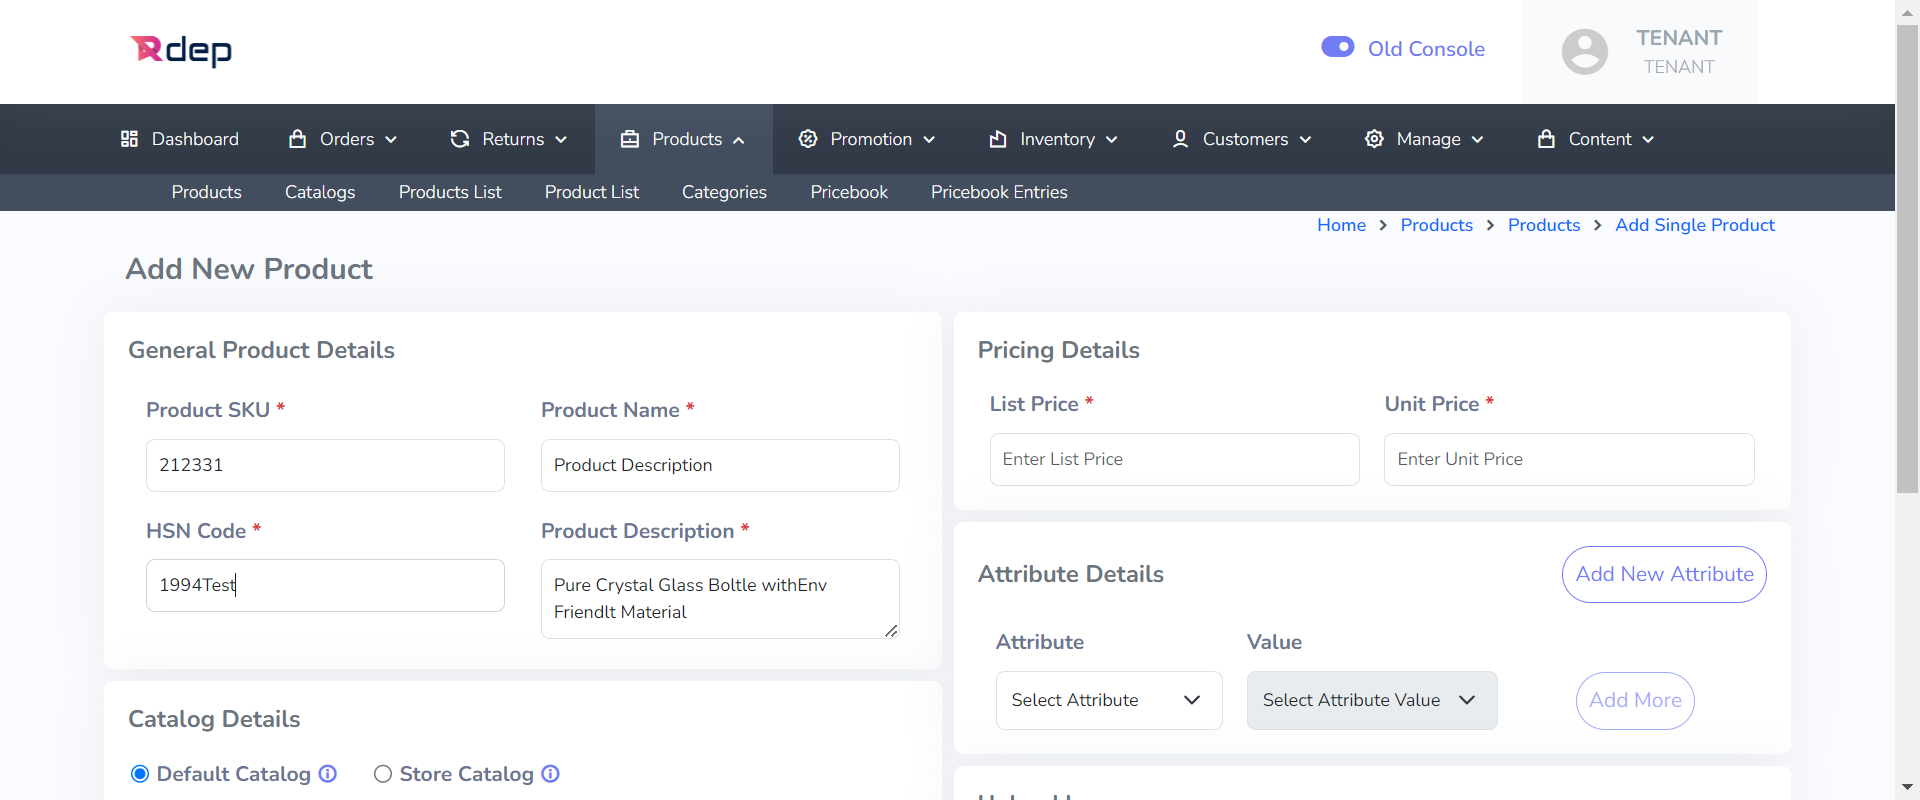 Rdep
Old Console
TENANT
TENANT
Dashboard Orders Returns Products Promotion Inventory Customers Manage Content
Products Catalogs Products List Product List Categories Pricebook Pricebook Entries
Home > Products > Products > Add Single Product
Add New Product
General Product Details
Product SKU *
Product Name *
212331
Product Description
HSN Code *
Product Description *
1994Test
Pure Crystal Glass Boltle withEnv
Friendlt Material
Catalog Details
Default Catalog
Store Catalog
Pricing Details
List Price *
Unit Price *
Enter List Price
Enter Unit Price
Attribute Details
Add New Attribute
Attribute
Value
Select Attribute
Select Attribute Value
Add More